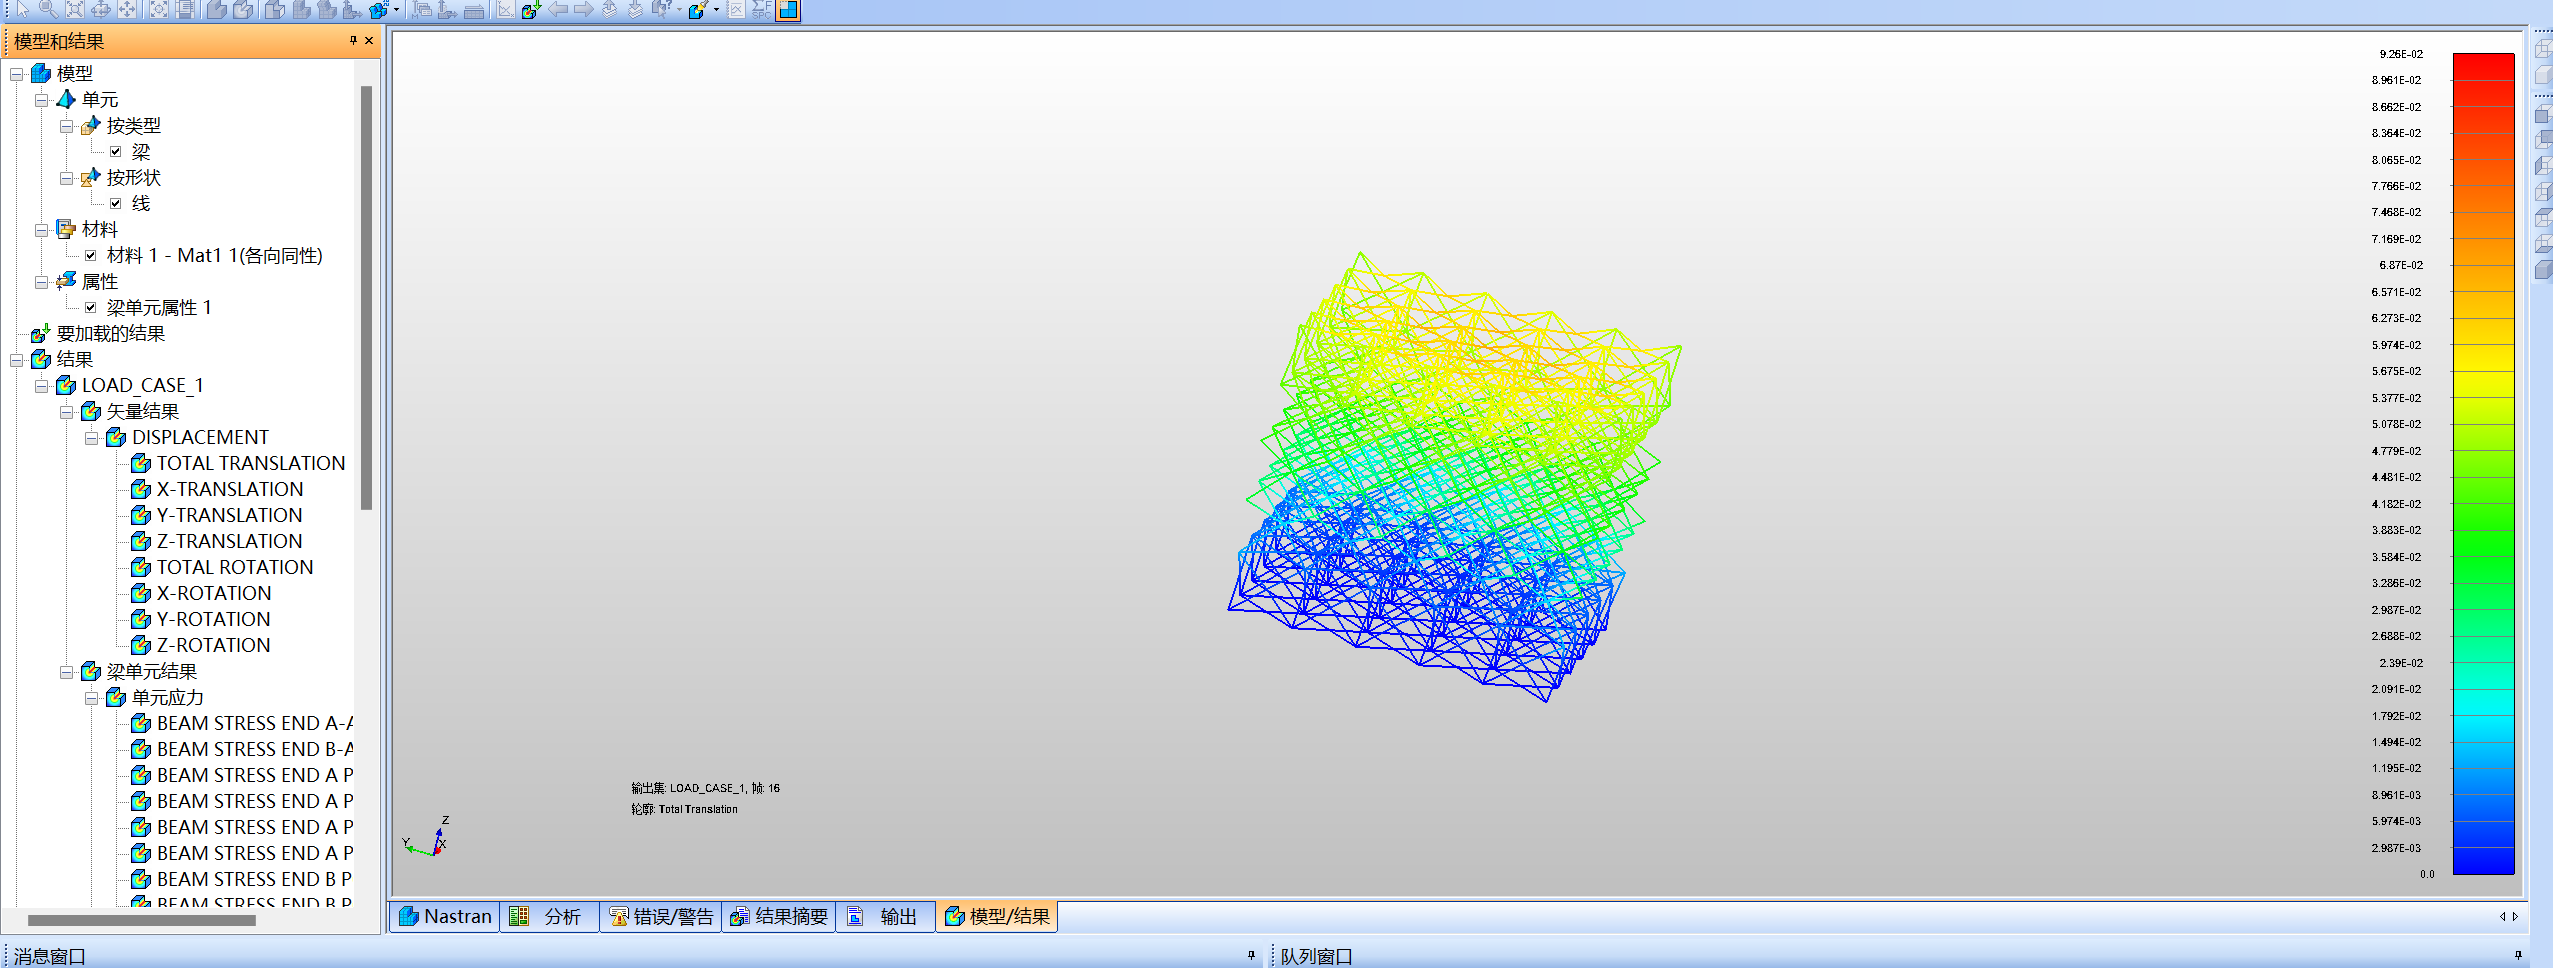 模型和结果
模型
单元
按类型
梁
按形状
线
材料
材料 1 - Mat1 1(各向同性)
属性
梁单元属性 1
要加载的结果
结果
LOAD_CASE_1
矢量结果
DISPLACEMENT
TOTAL TRANSLATION
X-TRANSLATION
Y-TRANSLATION
Z-TRANSLATION
TOTAL ROTATION
X-ROTATION
Y-ROTATION
Z-ROTATION
梁单元结果
单元应力
BEAM STRESS END A-A
BEAM STRESS END B-A
BEAM STRESS END A P
BEAM STRESS END A P
BEAM STRESS END A P
BEAM STRESS END A P
BEAM STRESS END B P
BEAM STRESS END B P
9.26E-02
8.961E-02
8.662E-02
8.364E-02
8.065E-02
7.766E-02
7.468E-02
7.169E-02
6.87E-02
6.571E-02
6.273E-02
5.974E-02
5.675E-02
5.377E-02
5.078E-02
4.779E-02
4.481E-02
4.182E-02
3.883E-02
3.584E-02
3.286E-02
2.987E-02
2.688E-02
2.39E-02
2.091E-02
1.792E-02
1.494E-02
1.195E-02
8.961E-03
5.974E-03
2.987E-03
0.0
输出集: LOAD_CASE_1, 帧: 16
轮廓: Total Translation
Z
Y
X
Nastran
分析
错误/警告
结果摘要
输出
模型/结果
消息窗口
队列窗口